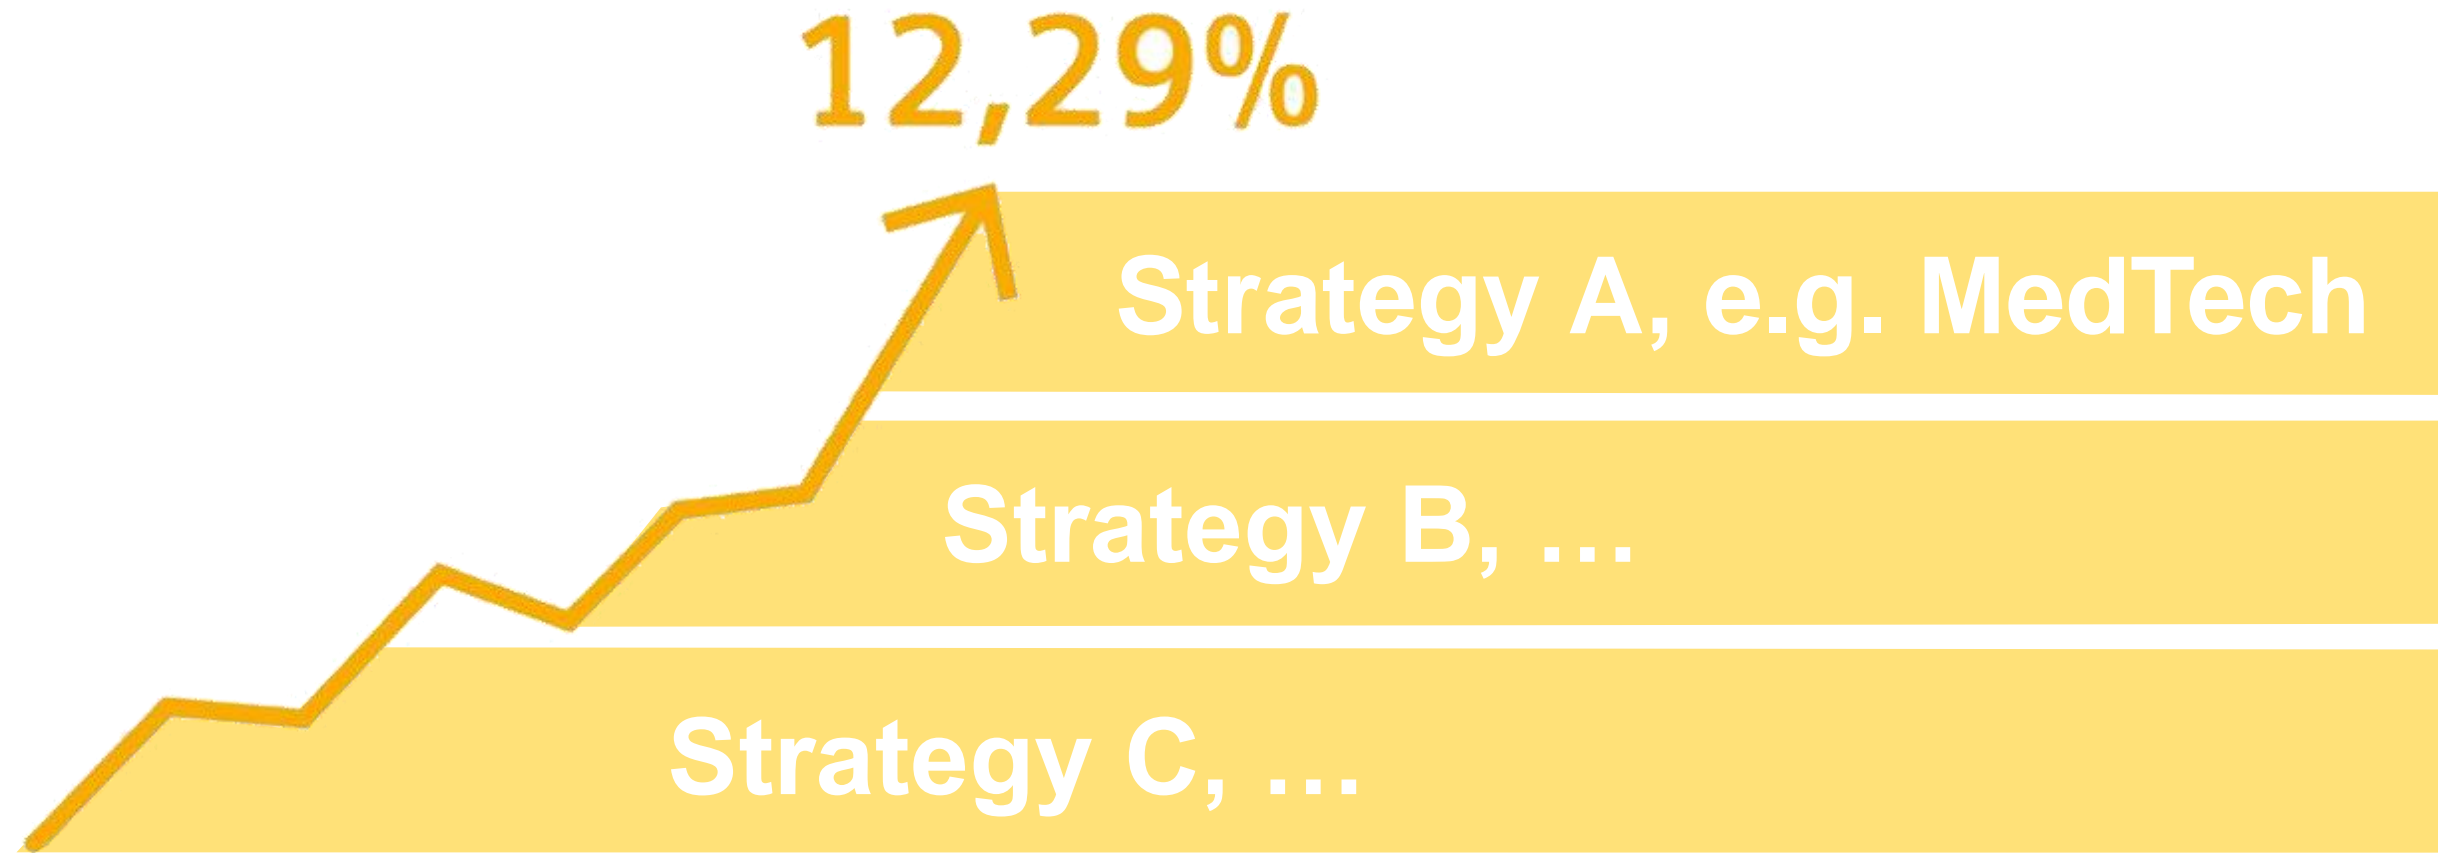 12,29%
Strategy A, e.g. MedTech
Strategy B, …
Strategy C, …